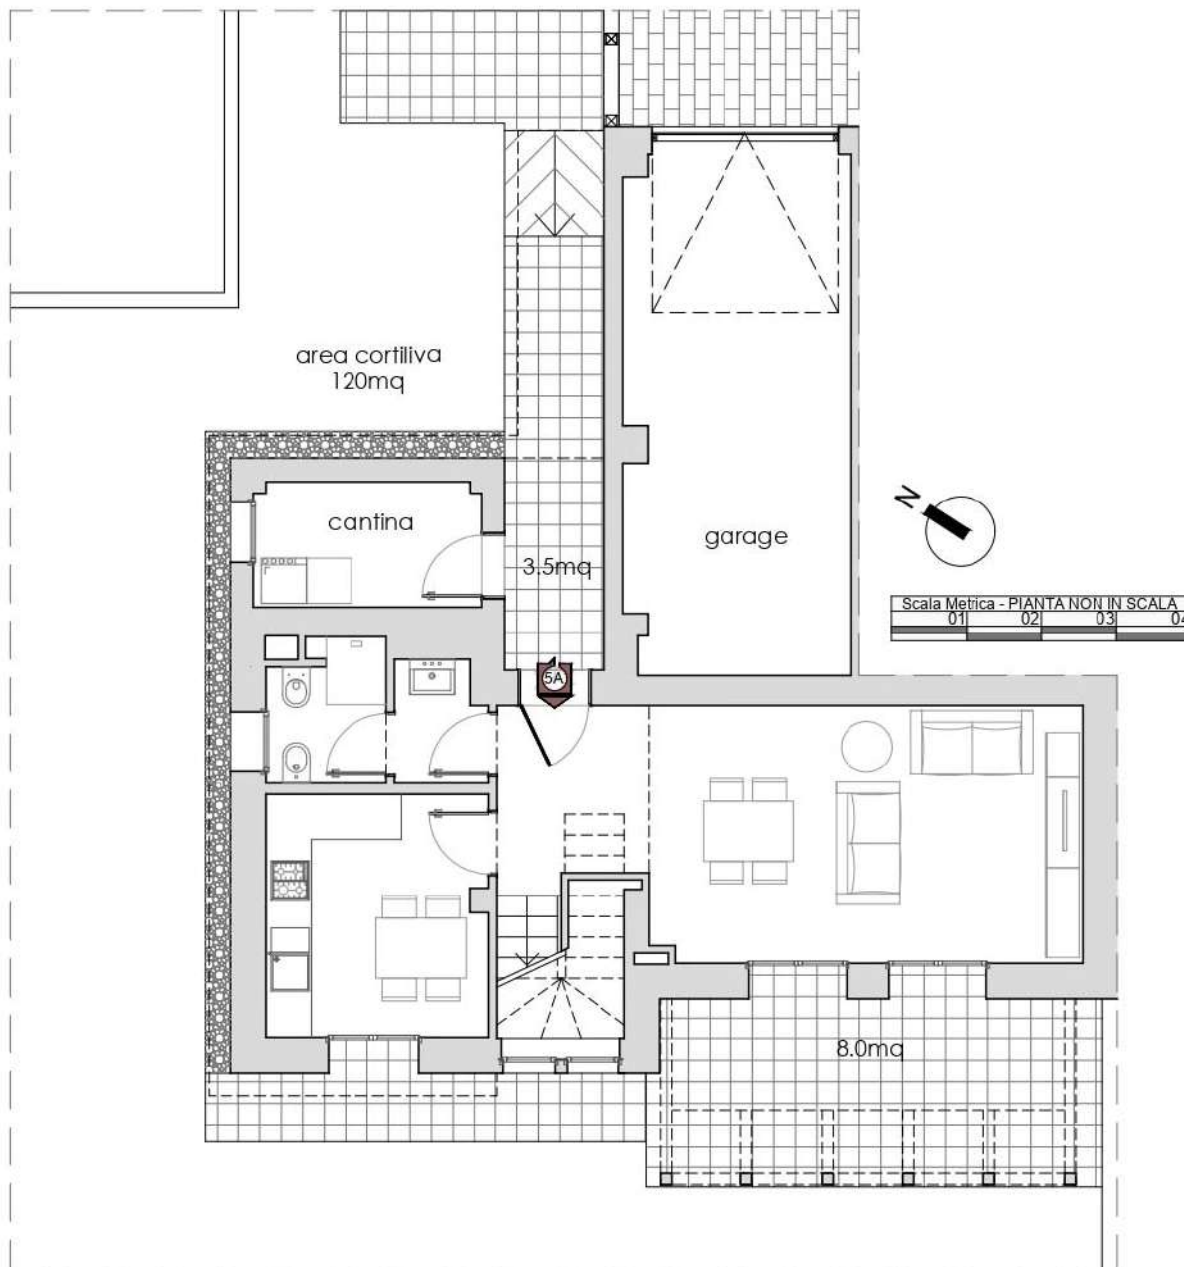 area cortiliva
120mq
cantina
3.5mq
garage
N
Scala Metrica - PIANTA NON IN SCALA
01 02 03 04
5A
8.0mq